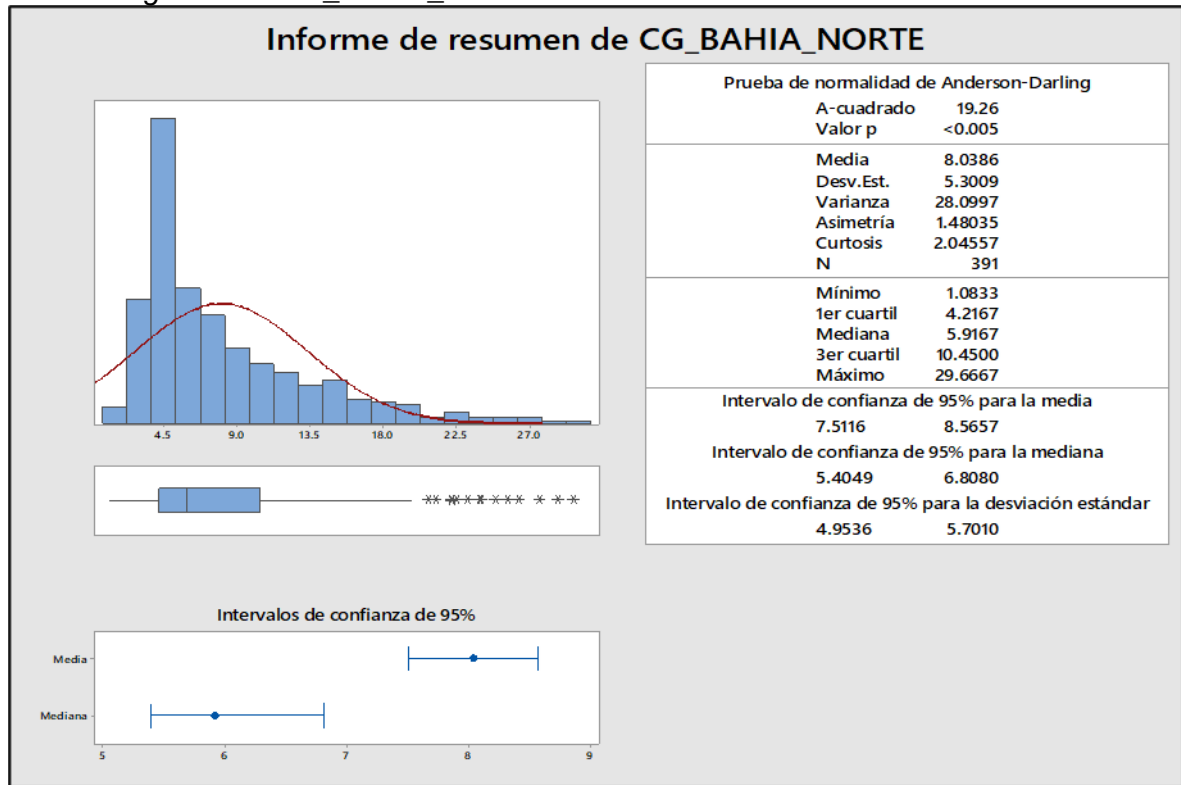 Informe de resumen de CG_BAHIA_NORTE
4.5 9.0 13.5 18.0 22.5 27.0
Prueba de normalidad de Anderson-Darling
A-cuadrado 19.26
Valor p <0.005
Media 8.0386
Desv.Est. 5.3009
Varianza 28.0997
Asimetría 1.48035
Curtosis 2.04557
N 391
Mínimo 1.0833
1er cuartil 4.2167
Mediana 5.9167
3er cuartil 10.4500
Máximo 29.6667
Intervalo de confianza de 95% para la media
7.5116 8.5657
Intervalo de confianza de 95% para la mediana
5.4049 6.8080
Intervalo de confianza de 95% para la desviación estándar
4.9536 5.7010
Intervalos de confianza de 95%
Media
Mediana
5 6 7 8 9